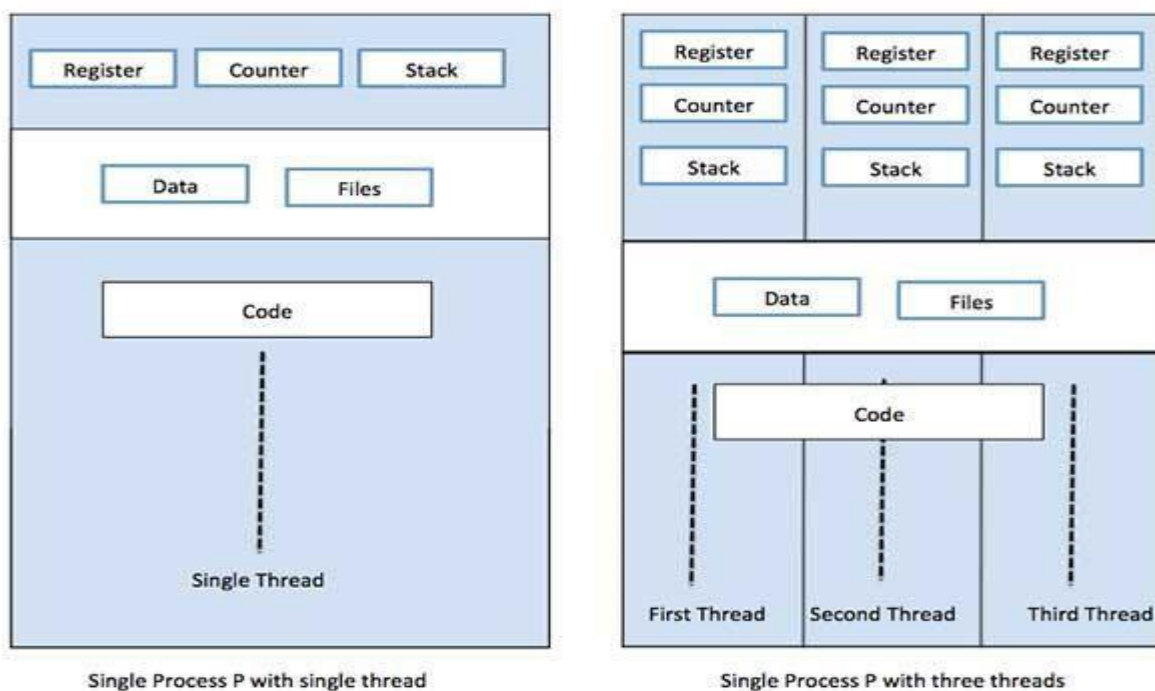 Register Counter Stack
Data Files
Code
Single Thread
Single Process P with single thread
Register Register Register
Counter Counter Counter
Stack Stack Stack
Data Files
Code
First Thread Second Thread Third Thread
Single Process P with three threads